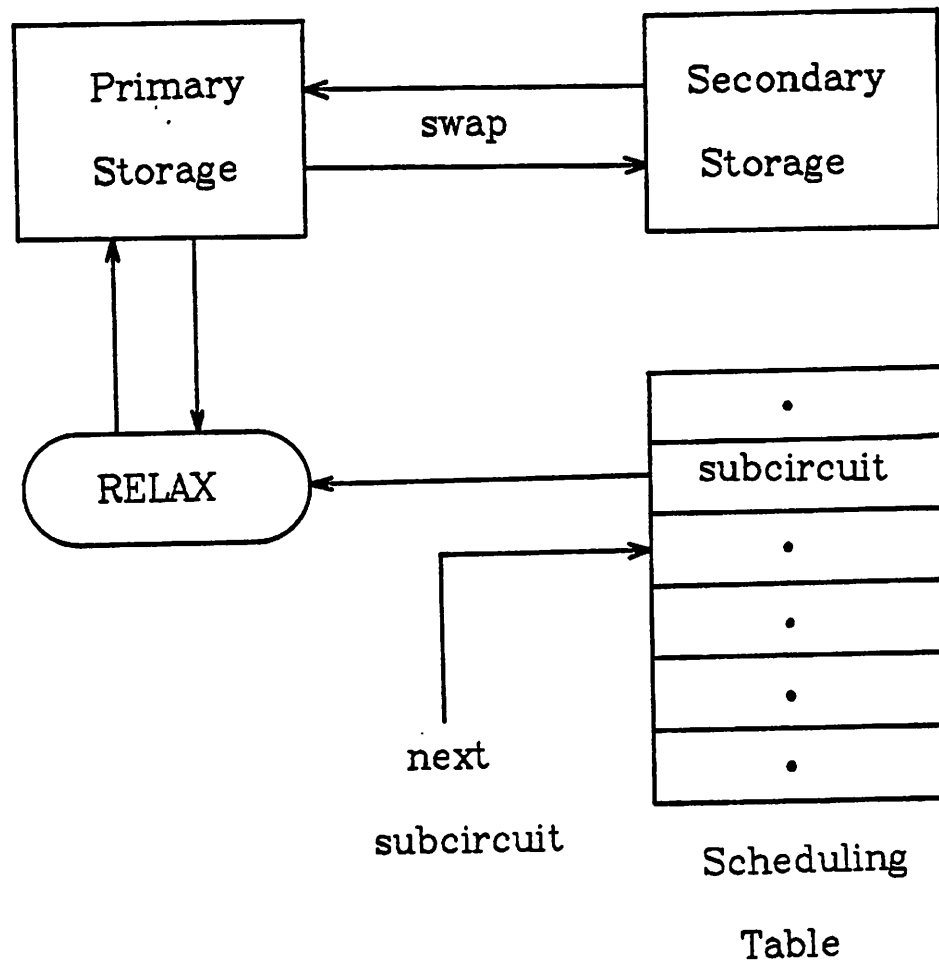 Primary
Storage
swap
Secondary
Storage
RELAX
subcircuit
next
subcircuit
Scheduling
Table